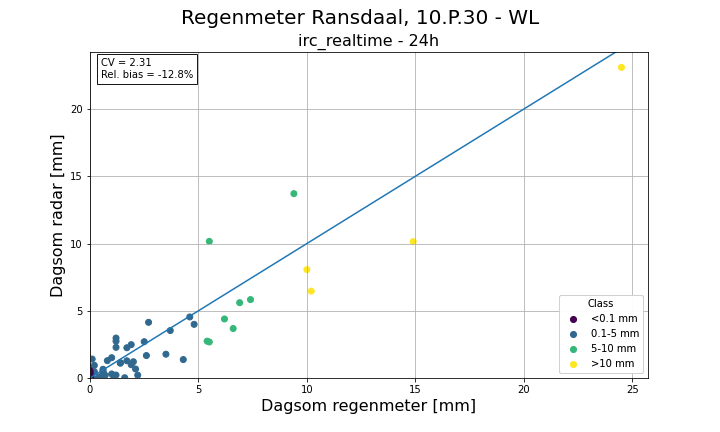 Regenmeter Ransdaal, 10.P.30 - WL
irc_realtime - 24h
CV = 2.31
Rel. bias = -12.8%
Dagsom radar [mm]
20
15
10
5
0
Class
<0.1 mm
0.1-5 mm
5-10 mm
>10 mm
0 5 10 15 20 25
Dagsom regenmeter [mm]